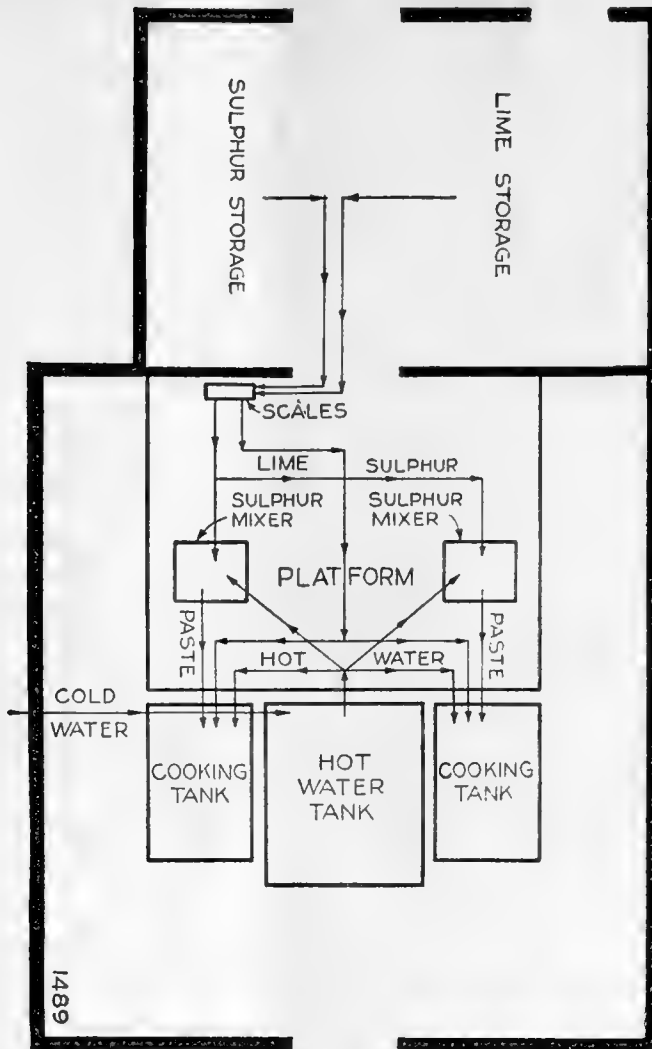 SULPHUR STORAGE
LIME STORAGE
SCALES
LIME
SULPHUR
SULPHUR
MIXER
SULPHUR
MIXER
PLATFORM
PASTE
PASTE
HOT WATER
COLD
WATER
COOKING
TANK
HOT
WATER
TANK
COOKING
TANK
1489